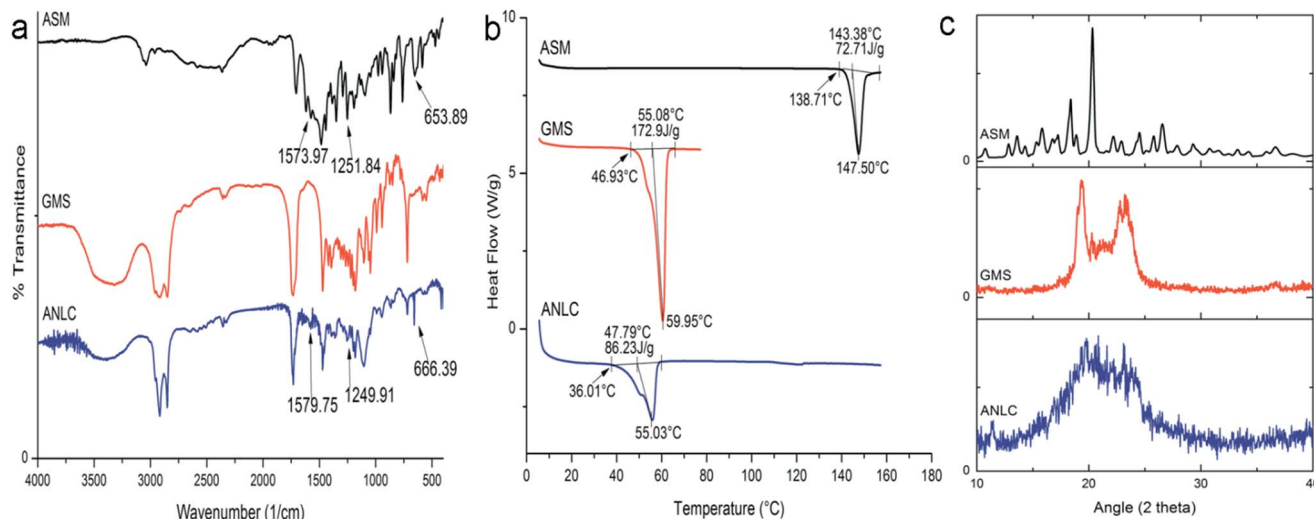 a
ASM
653.89
1573.97
1251.84
GMS
ANLC
666.39
1579.75
1249.91
% Transmittance
0
4000 3500 3000 2500 2000 1500 1000 500
Wavenumber (1/cm)
b
10
5
0
ASM
143.38°C
72.71J/g
138.71°C
147.50°C
GMS
55.08°C
172.9J/g
46.93°C
59.95°C
ANLC
47.79°C
86.23J/g
36.01°C
55.03°C
Heat Flow (W/g)
0 20 40 60 80 100 120 140 160 180
Temperature (°C)
c
ASM
0
GMS
0
ANLC
0
10 20 30 40
Angle (2 theta)